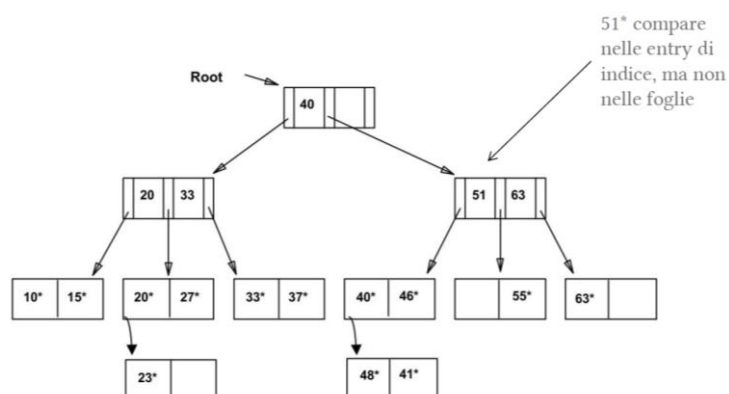 51* compare
nelle entry di
indice, ma non
nelle foglie
Root
40
20 33
51 63
10* 15*
20* 27*
33* 37*
40* 46*
55*
63*
23*
48* 41*